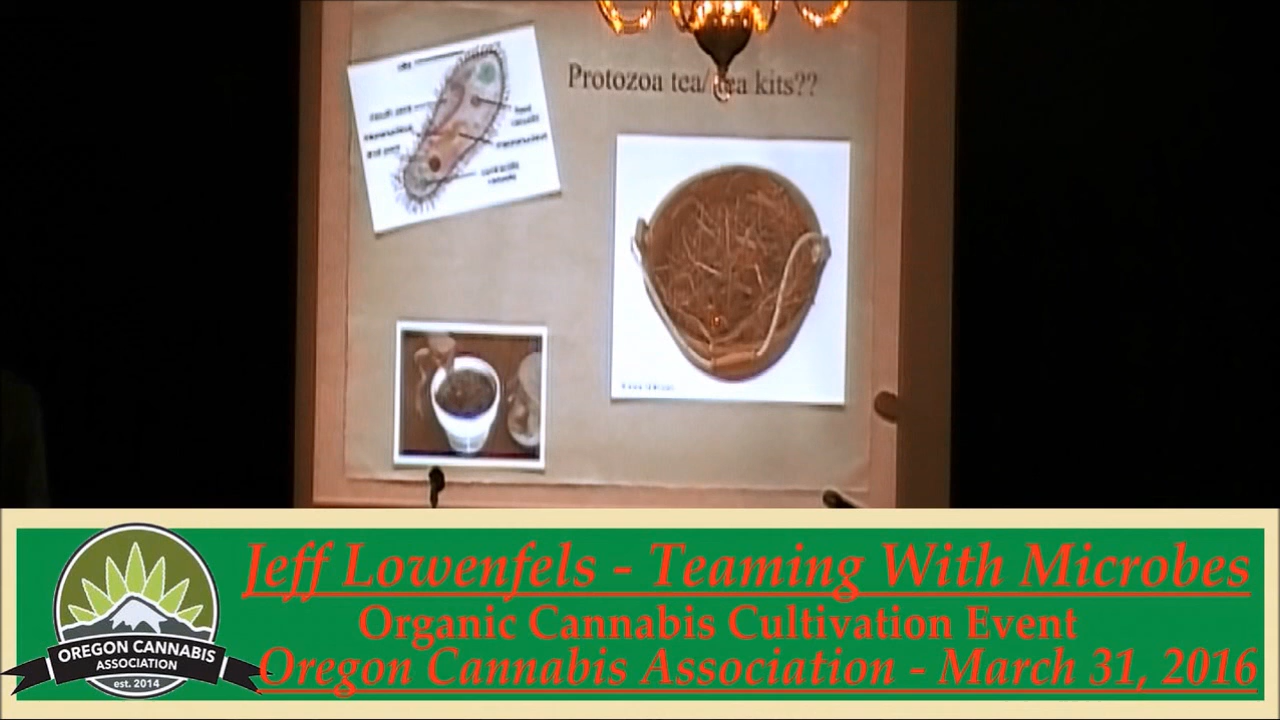 Protozoa tea/tea kits??
Jeff Lowenfels - Teaming With Microbes
Organic Cannabis Cultivation Event
Oregon Cannabis Association - March 31, 2016
OREGON CANNABIS
ASSOCIATION
est. 2014